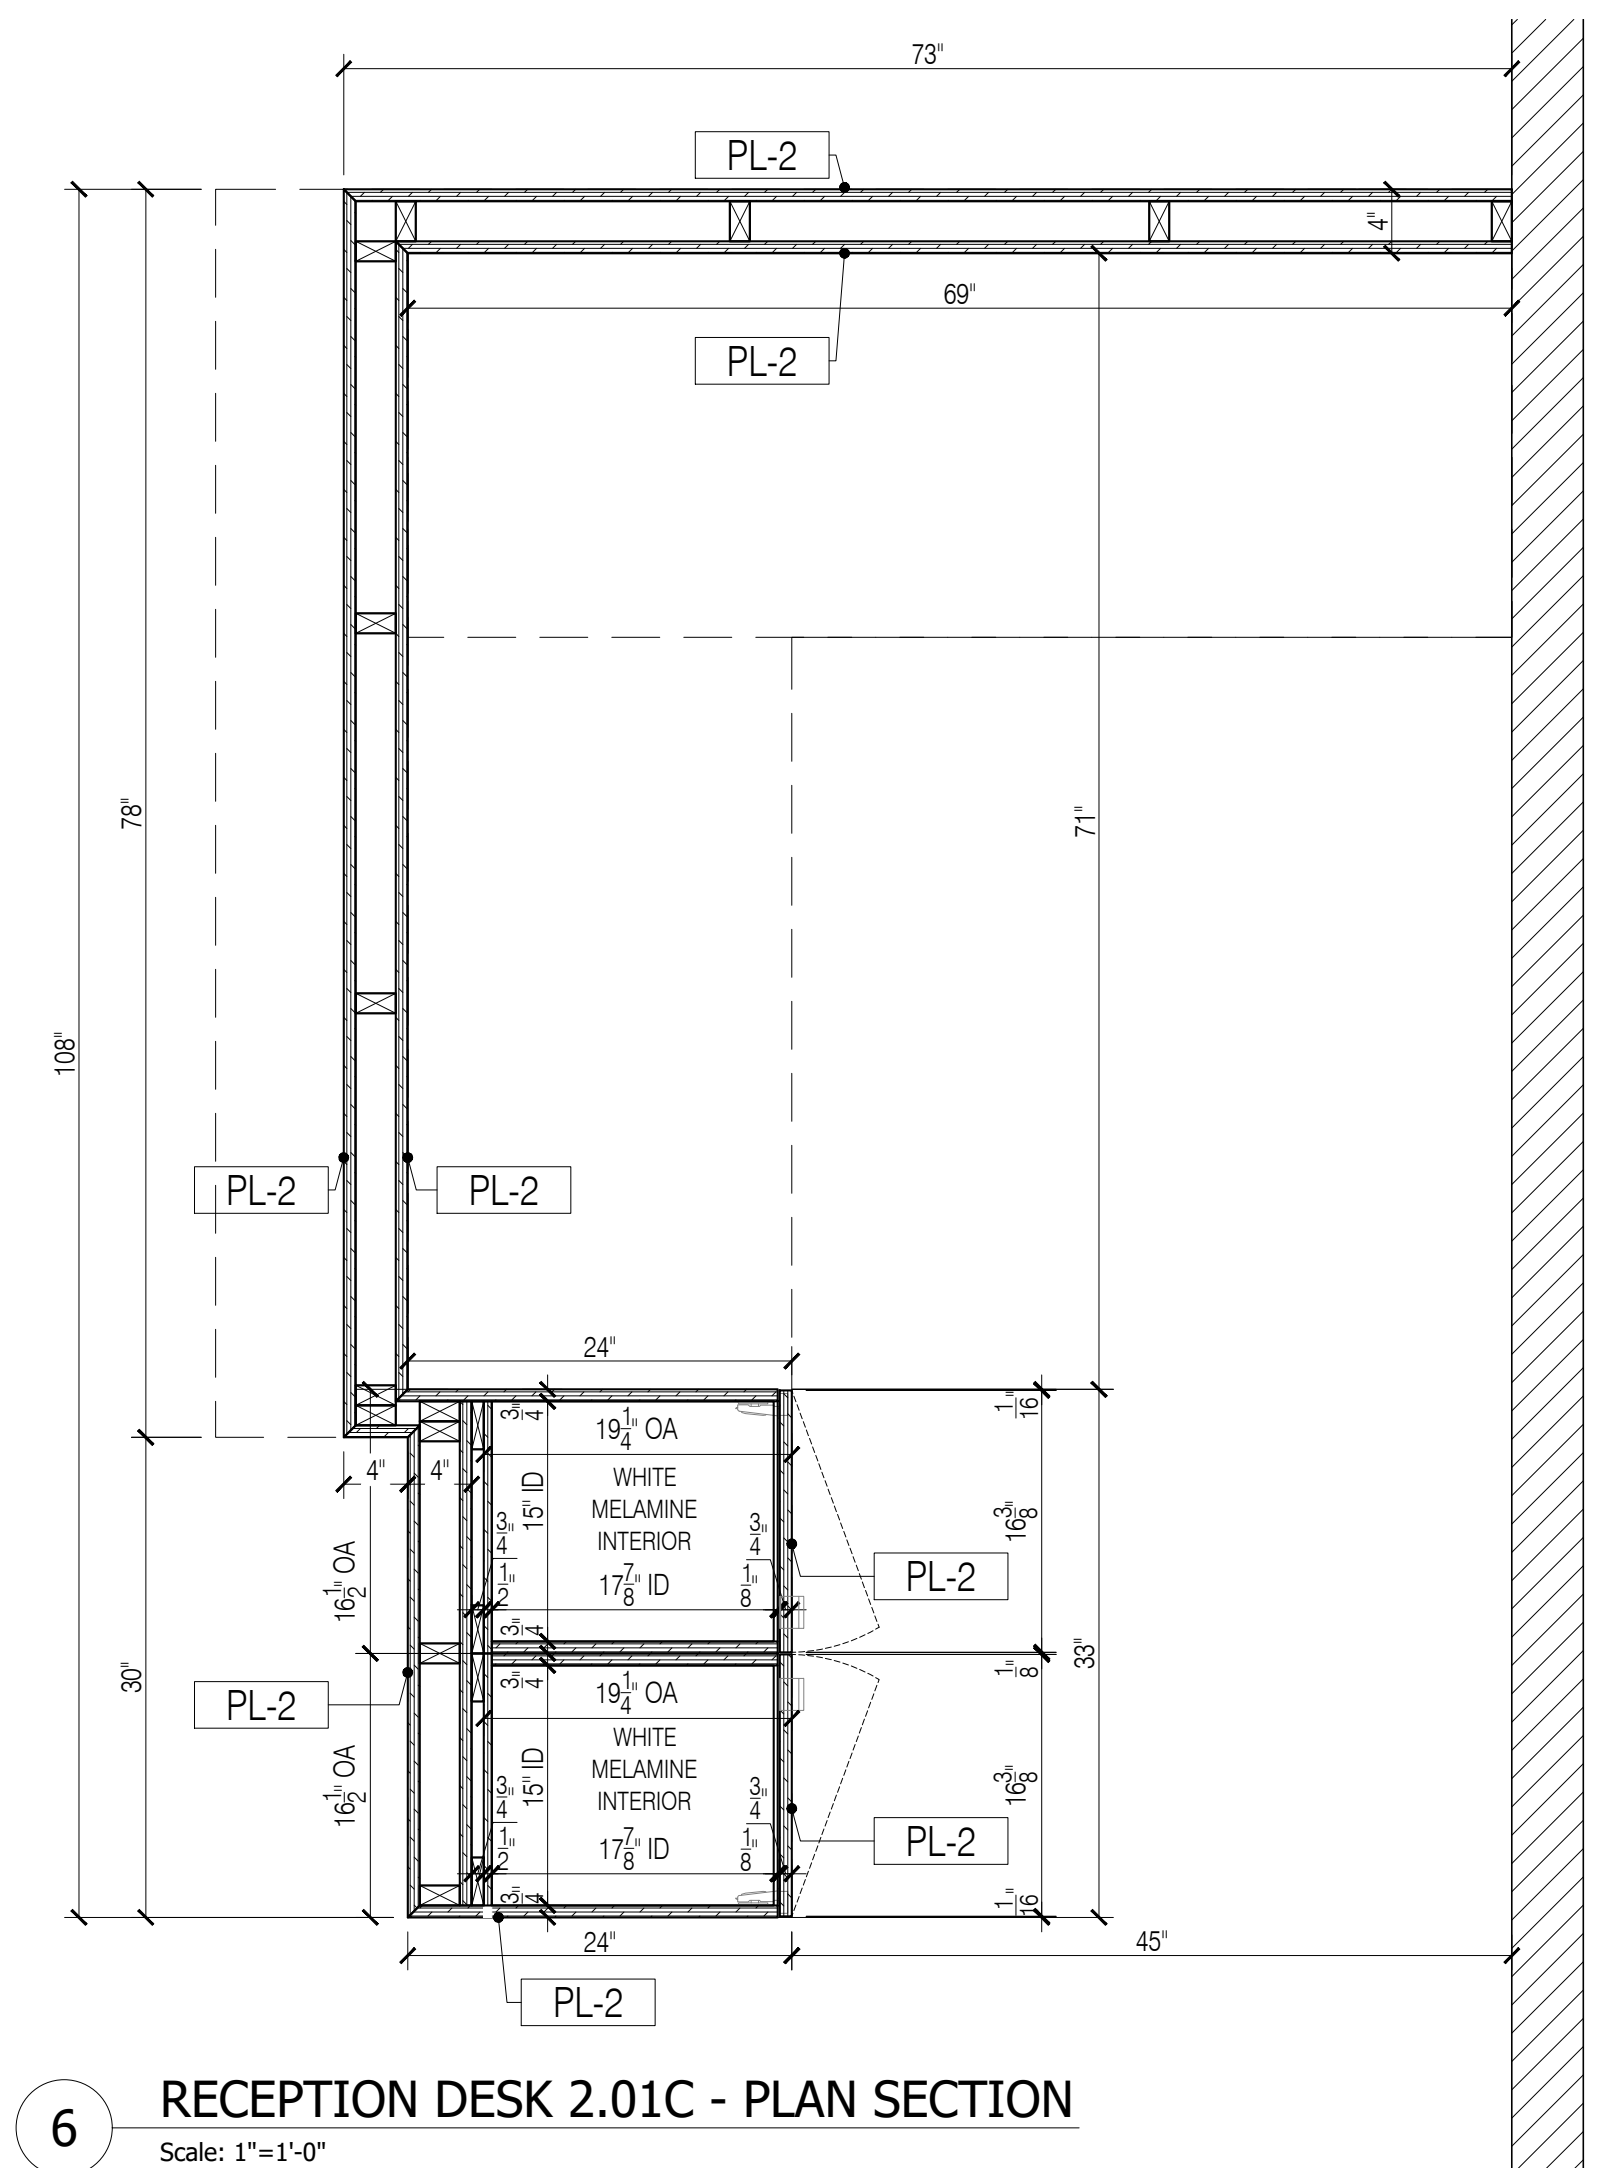 73"
PL-2
4"
69"
PL-2
78"
71"
108"
PL-2
PL-2
24"
3/4"
19 1/4" OA
1/16"
4"
4"
WHITE
MELAMINE
INTERIOR
15" ID
3/4"
3/4"
16 3/8"
PL-2
16 1/2" OA
1/2"
17 7/8" ID
1/8"
3/4"
30"
33"
PL-2
3/4"
19 1/4" OA
1/8"
WHITE
MELAMINE
INTERIOR
15" ID
3/4"
3/4"
16 3/8"
16 1/2" OA
1/2"
17 7/8" ID
1/8"
PL-2
3/4"
1/16"
24"
45"
PL-2
6
RECEPTION DESK 2.01C - PLAN SECTION
Scale: 1"=1'-0"